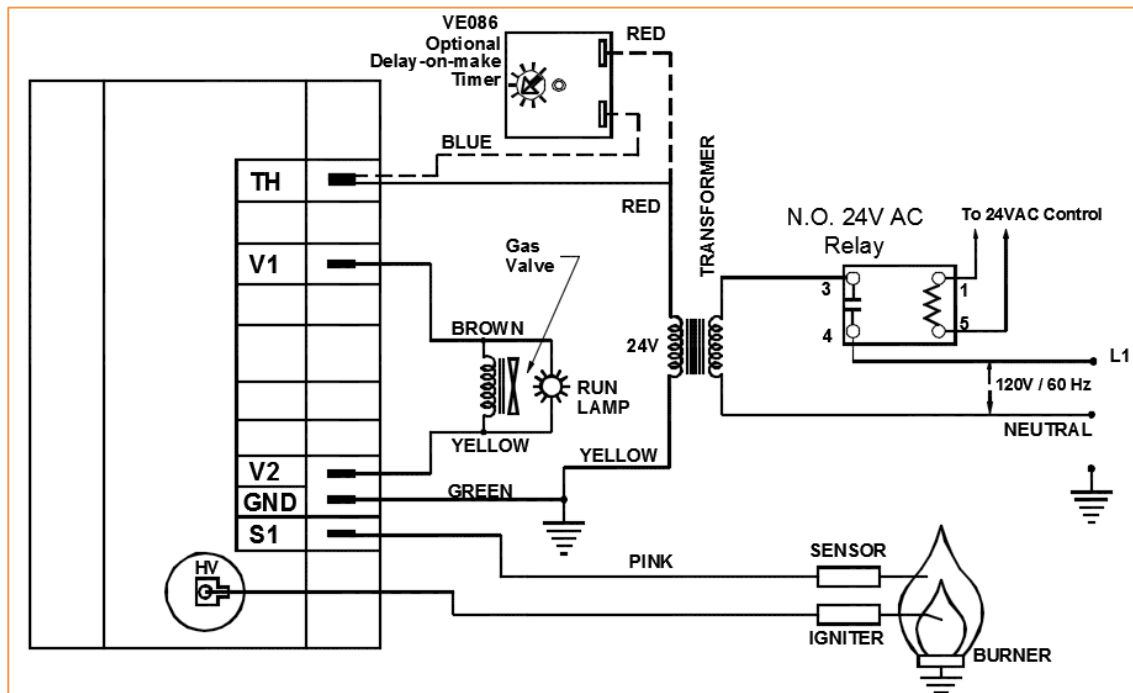 VE086
Optional
Delay-on-make
Timer
RED
BLUE
TH
RED
TRANSFORMER
N.O. 24V AC
Relay
To 24VAC Control
Gas
Valve
V1
3
1
4
5
BROWN
24V
L1
RUN
LAMP
120V / 60 Hz
YELLOW
NEUTRAL
YELLOW
V2
GREEN
GND
S1
PINK
SENSOR
HV
IGNITER
BURNER